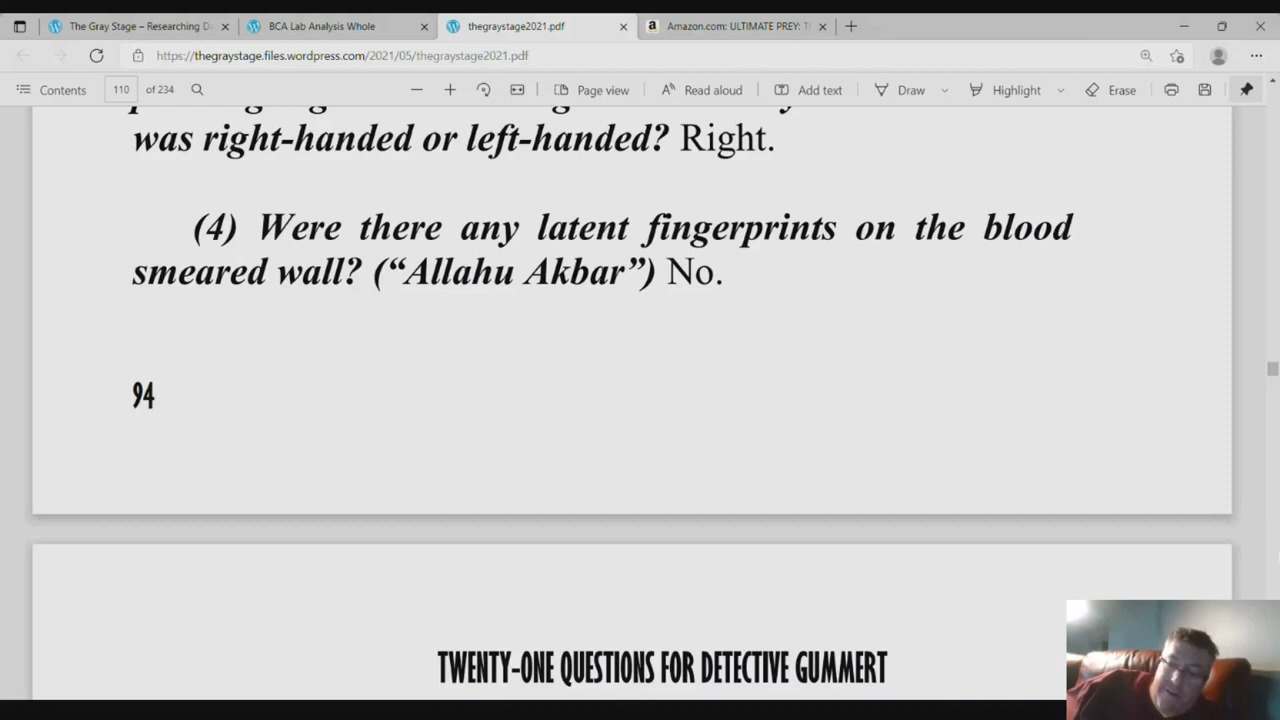 The Gray Stage – Researching D
BCA Lab Analysis Whole
thegraystage2021.pdf
Amazon.com: ULTIMATE PREY: T
https://thegraystage.files.wordpress.com/2021/05/thegraystage2021.pdf
Contents
110 of 234
Page view
Read aloud
Add text
Draw
Highlight
Erase
was right-handed or left-handed? Right.
(4) Were there any latent fingerprints on the blood
smeared wall? (“Allahu Akbar”) No.
94
TWENTY-ONE QUESTIONS FOR DETECTIVE GUMMERT